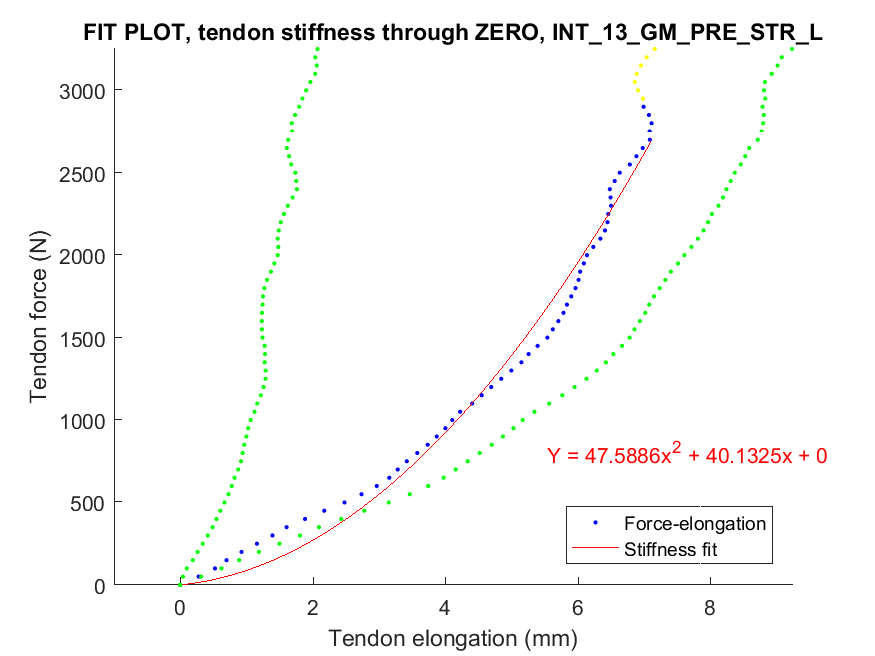 FIT PLOT, tendon stiffness through ZERO, INT_13_GM_PRE_STR_L
3000
2500
2000
1500
1000
500
0
Tendon force (N)
Y = 47.5886x² + 40.1325x + 0
Force-elongation
Stiffness fit
0 2 4 6 8
Tendon elongation (mm)